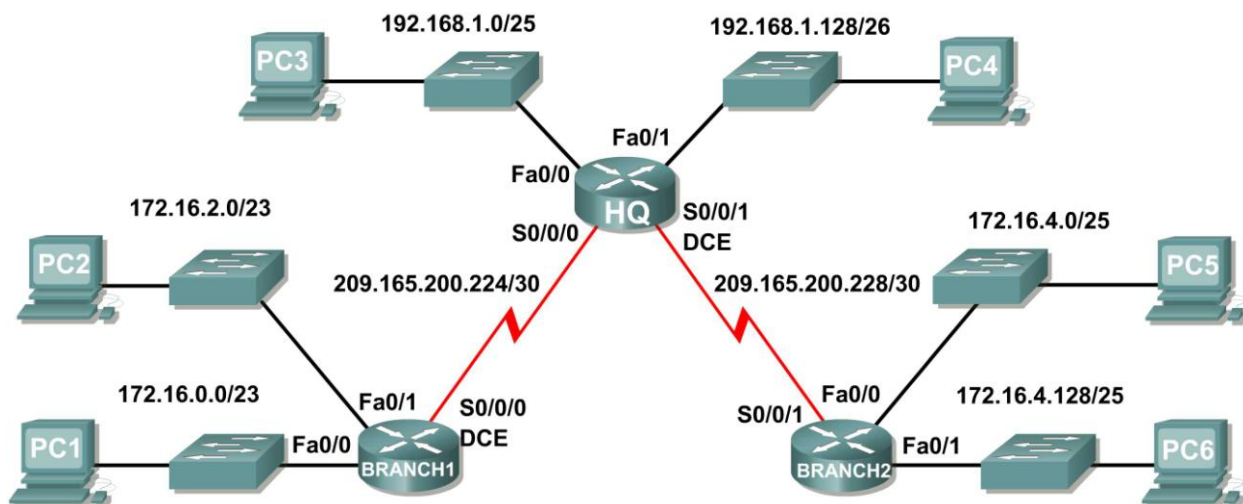 192.168.1.0/25
192.168.1.128/26
PC3
PC4
Fa0/1
Fa0/0
HQ
172.16.2.0/23
S0/0/0
S0/0/1
DCE
172.16.4.0/25
PC2
PC5
209.165.200.224/30
209.165.200.228/30
172.16.0.0/23
Fa0/1
S0/0/0
DCE
Fa0/0
S0/0/1
172.16.4.128/25
PC1
Fa0/0
BRANCH1
BRANCH2
Fa0/1
PC6